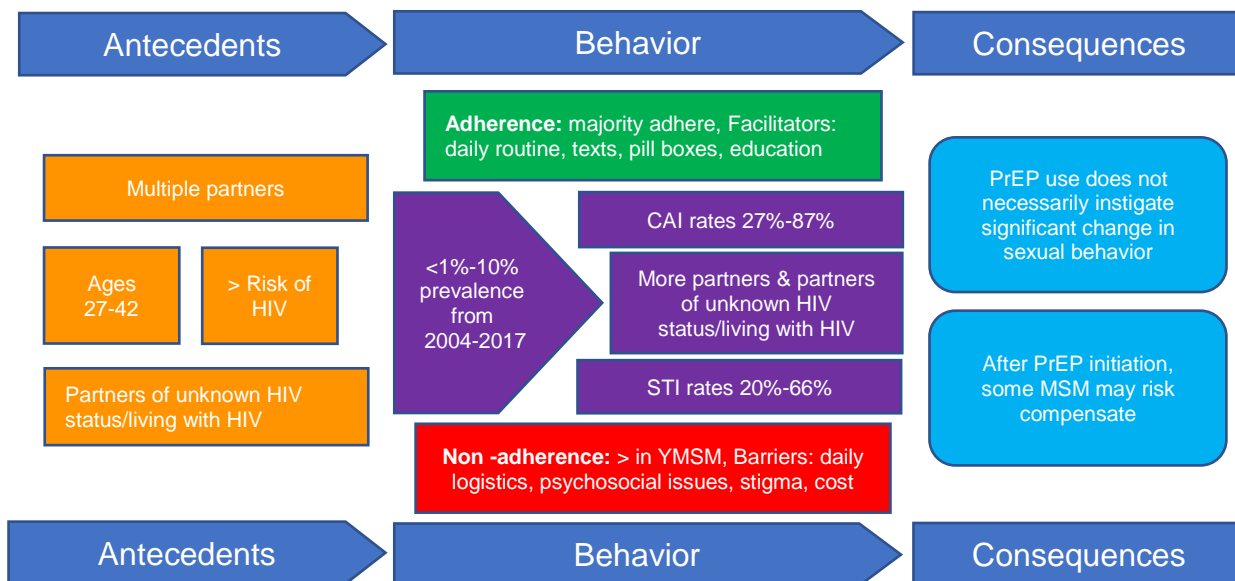 Antecedents
Behavior
Consequences
Adherence: majority adhere, Facilitators:
daily routine, texts, pill boxes, education
Multiple partners
Ages
27-42
> Risk of
HIV
Partners of unknown HIV
status/living with HIV
<1%-10%
prevalence
from
2004-2017
CAI rates 27%-87%
More partners & partners
of unknown HIV
status/living with HIV
STI rates 20%-66%
Non -adherence: > in YMSM, Barriers: daily
logistics, psychosocial issues, stigma, cost
PrEP use does not
necessarily instigate
significant change in
sexual behavior
After PrEP initiation,
some MSM may risk
compensate
Antecedents
Behavior
Consequences